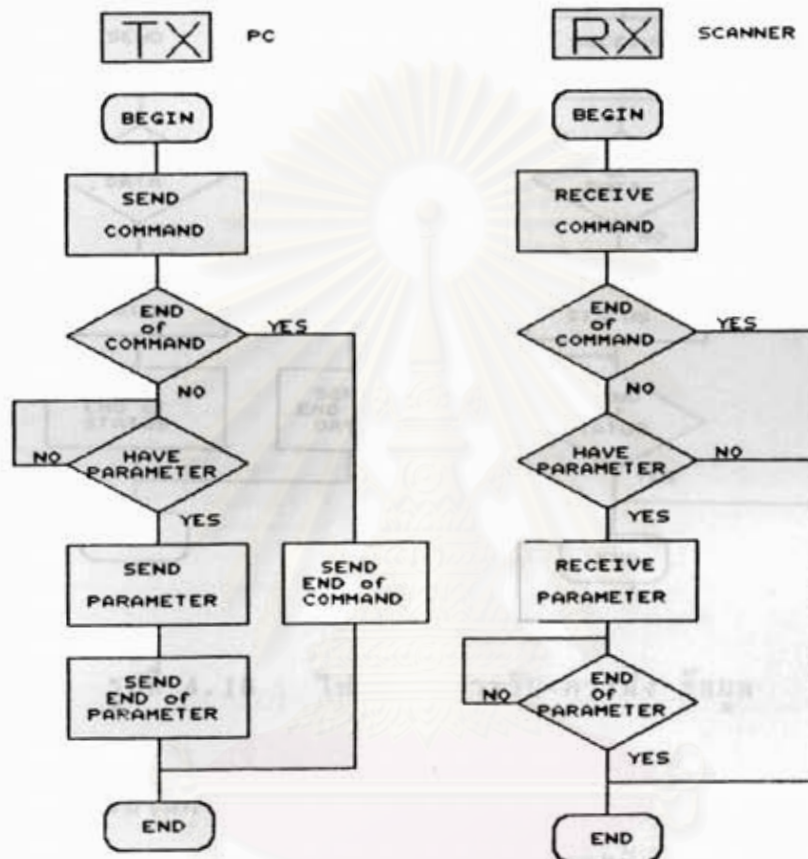 TX PC
BEGIN
SEND
COMMAND
END
of
COMMAND
YES
NO
HAVE
PARAMETER
NO
YES
SEND
PARAMETER
SEND
END of
PARAMETER
SEND
END of
COMMAND
END
RX SCANNER
BEGIN
RECEIVE
COMMAND
END
of
COMMAND
YES
NO
HAVE
PARAMETER
NO
YES
RECEIVE
PARAMETER
END
of
PARAMETER
NO
YES
END